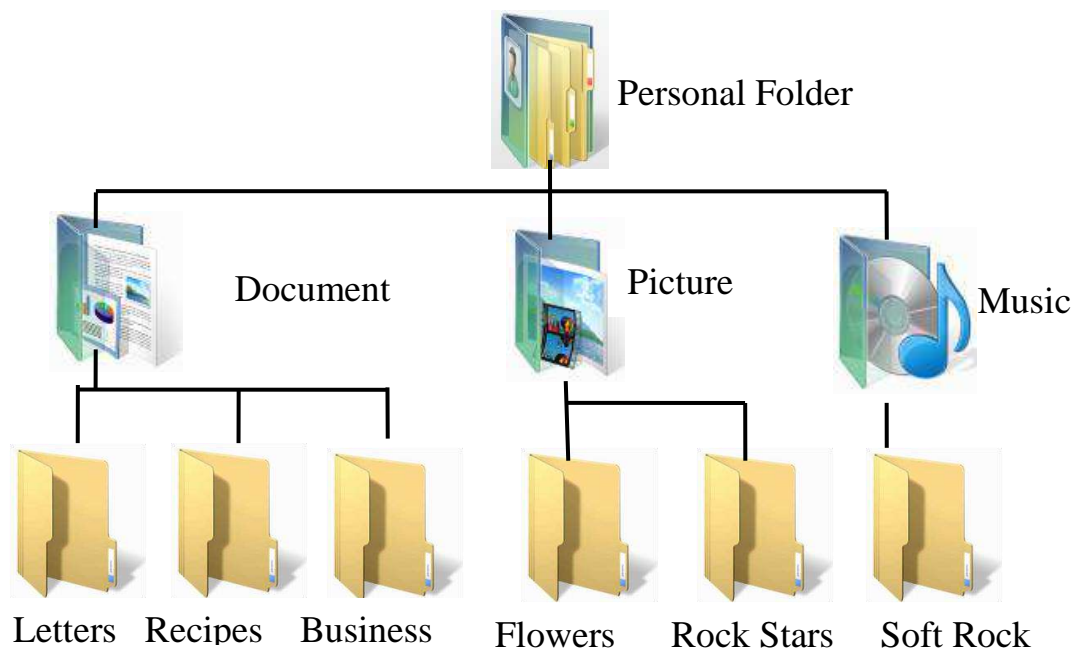 Personal Folder
Document
Picture
Music
Letters
Recipes
Business
Flowers
Rock Stars
Soft Rock